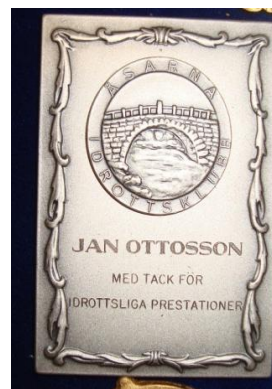 ÅSARNA
IDROTTSKLUBB
JAN OTTOSSON
MED TACK FÖR
IDROTTSLIGA PRESTATIONER